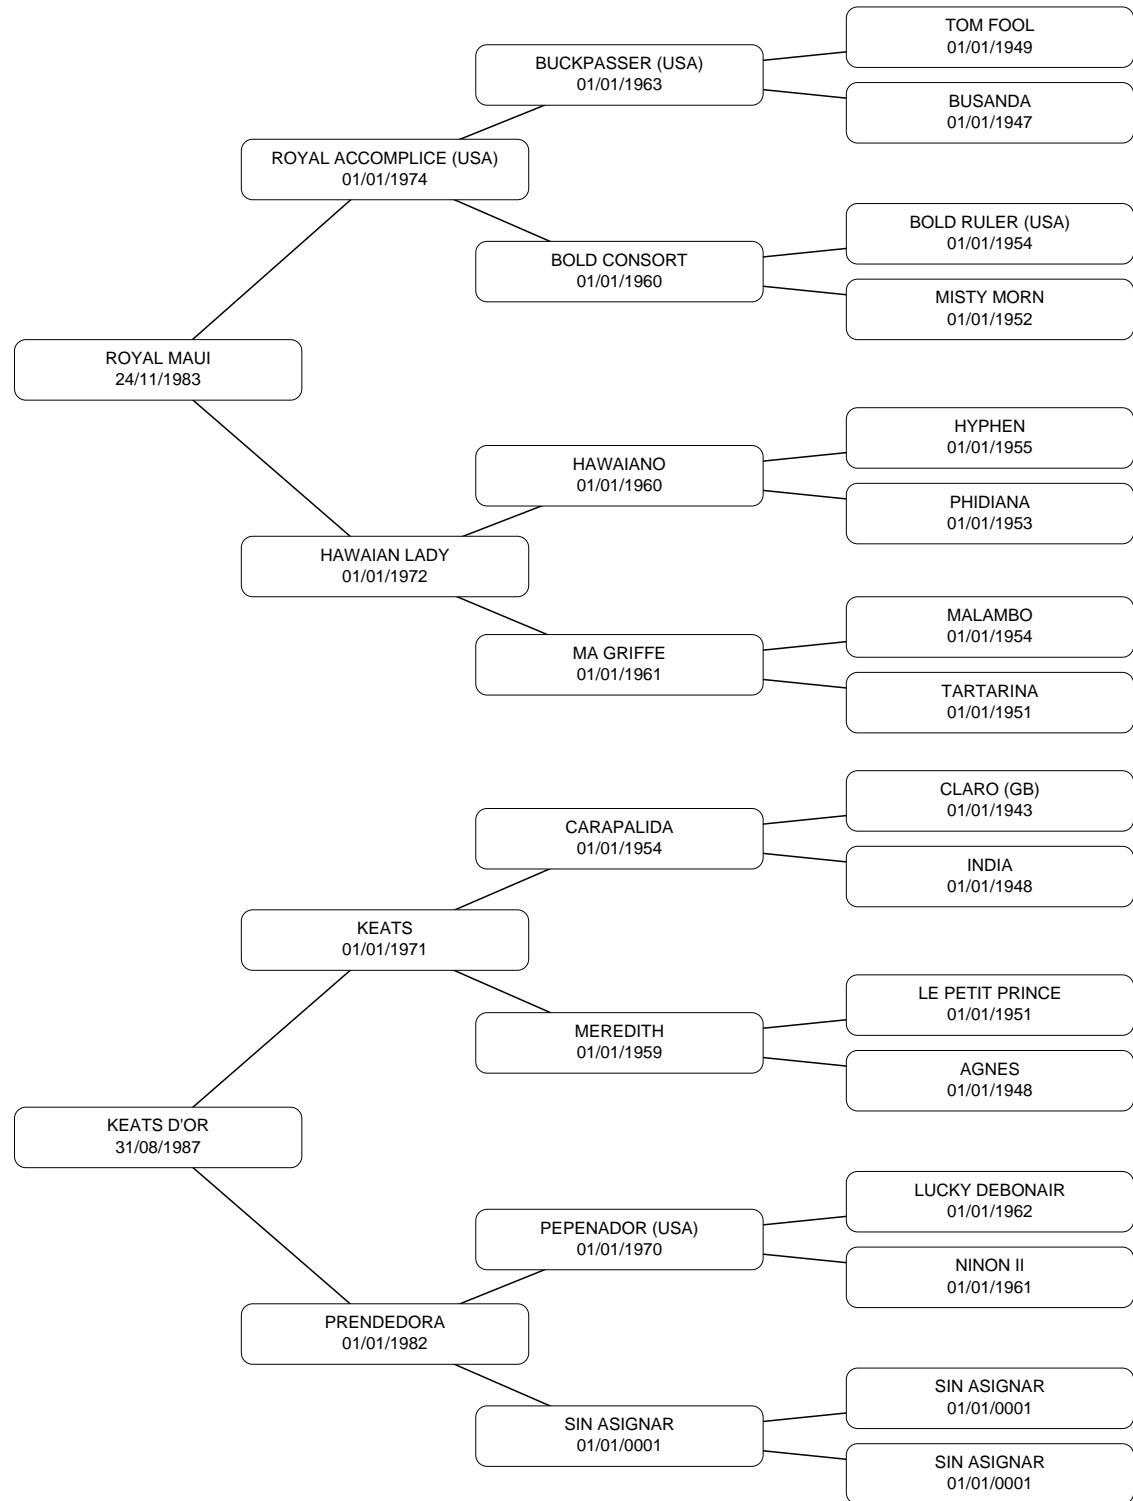 TOM FOOL
01/01/1949
BUCKPASSER (USA)
01/01/1963
BUSANDA
01/01/1947
ROYAL ACCOMPLICE (USA)
01/01/1974
BOLD RULER (USA)
01/01/1954
BOLD CONSORT
01/01/1960
MISTY MORN
01/01/1952
ROYAL MAUI
24/11/1983
HYPHEN
01/01/1955
HAWAIANO
01/01/1960
PHIDIANA
01/01/1953
HAWAIAN LADY
01/01/1972
MALAMBO
01/01/1954
MA GRIFFE
01/01/1961
TARTARINA
01/01/1951
CLARO (GB)
01/01/1943
CARAPALIDA
01/01/1954
INDIA
01/01/1948
KEATS
01/01/1971
LE PETIT PRINCE
01/01/1951
MEREDITH
01/01/1959
AGNES
01/01/1948
KEATS D'OR
31/08/1987
LUCKY DEBONAIR
01/01/1962
PEPENADOR (USA)
01/01/1970
NINON II
01/01/1961
PRENDEDORA
01/01/1982
SIN ASIGNAR
01/01/0001
SIN ASIGNAR
01/01/0001
SIN ASIGNAR
01/01/0001